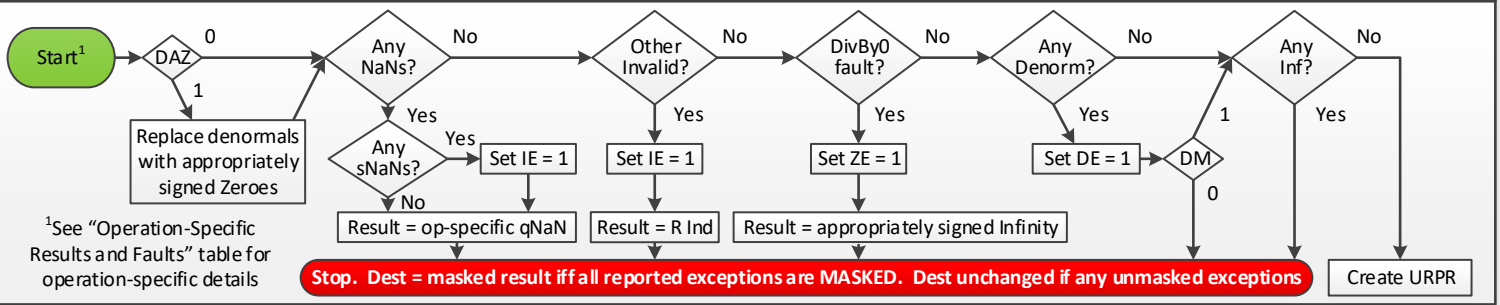 Start1
DAZ
0
1
Replace denormals
with appropriately
signed Zeroes
Any
NaNs?
No
Yes
Any
sNaNs?
Yes
No
Set IE = 1
Result = op-specific qNaN
Other
Invalid?
No
Yes
Set IE = 1
Result = R Ind
DivBy0
fault?
No
Yes
Set ZE = 1
Result = appropriately signed Infinity
Any
Denorm?
No
Yes
Set DE = 1
DM
1
0
Any
Inf?
No
Yes
1See “Operation-Specific
Results and Faults” table for
operation-specific details
Stop. Dest = masked result iff all reported exceptions are MASKED. Dest unchanged if any unmasked exceptions
Create URPR